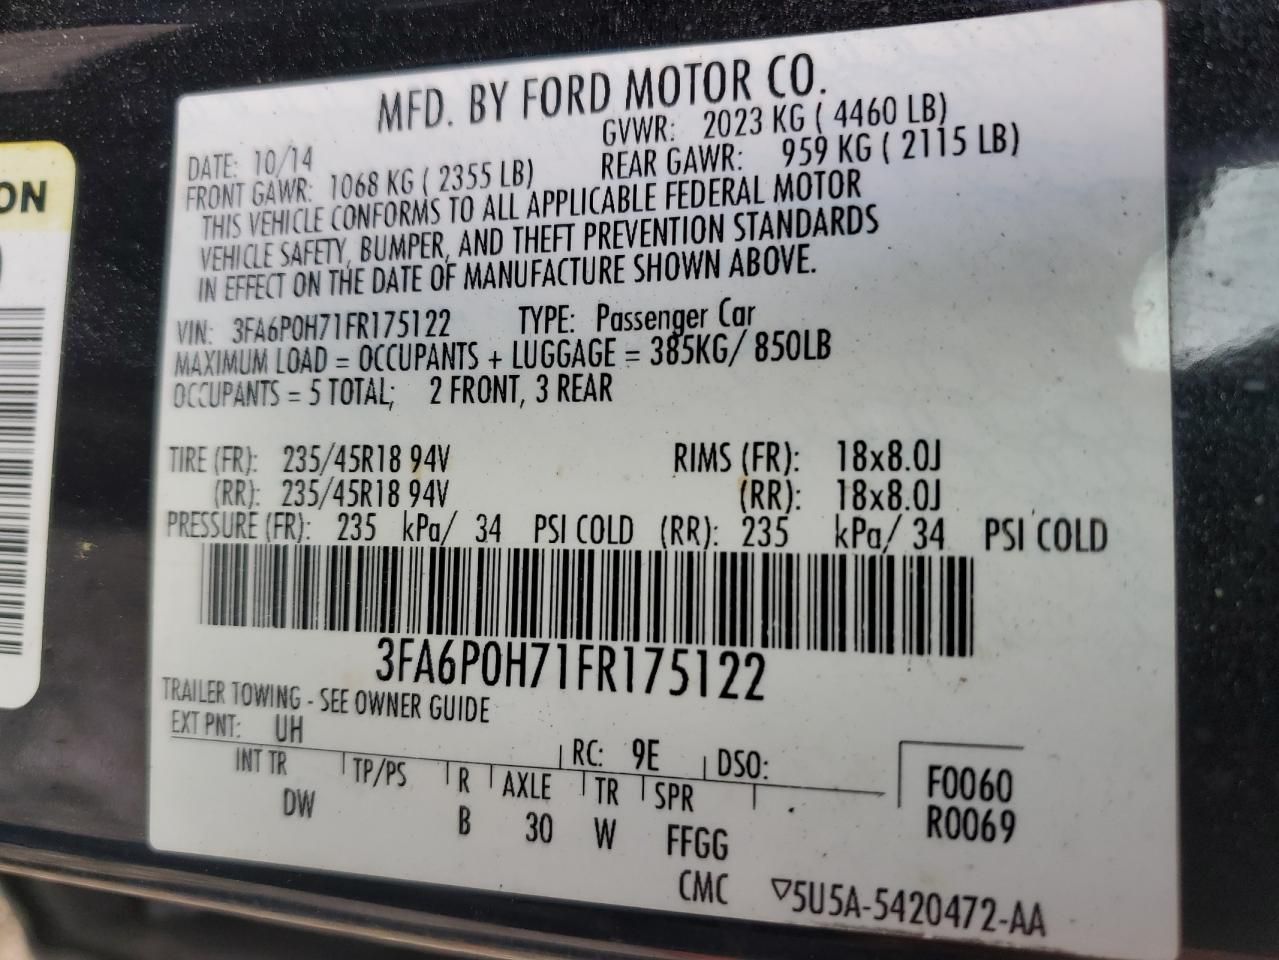 MFD. BY FORD MOTOR CO.
DATE: 10/14 GVWR: 2023 KG ( 4460 LB)
FRONT GAWR: 1068 KG ( 2355 LB) REAR GAWR: 959 KG ( 2115 LB)
THIS VEHICLE CONFORMS TO ALL APPLICABLE FEDERAL MOTOR
VEHICLE SAFETY, BUMPER, AND THEFT PREVENTION STANDARDS
IN EFFECT ON THE DATE OF MANUFACTURE SHOWN ABOVE.
VIN: 3FA6P0H71FR175122 TYPE: Passenger Car
MAXIMUM LOAD = OCCUPANTS + LUGGAGE = 385KG/ 850LB
OCCUPANTS = 5 TOTAL; 2 FRONT, 3 REAR
TIRE (FR): 235/45R18 94V RIMS (FR): 18x8.0J
(RR): 235/45R18 94V (RR): 18x8.0J
PRESSURE (FR): 235 kPa/ 34 PSI COLD (RR): 235 kPa/ 34 PSI COLD
3FA6P0H71FR175122
TRAILER TOWING - SEE OWNER GUIDE
EXT PNT: UH RC: 9E DSO:
INT TR TP/PS R AXLE TR SPR F0060
DW B 30 W FFGG R0069
CMC ▽5U5A-5420472-AA
ON